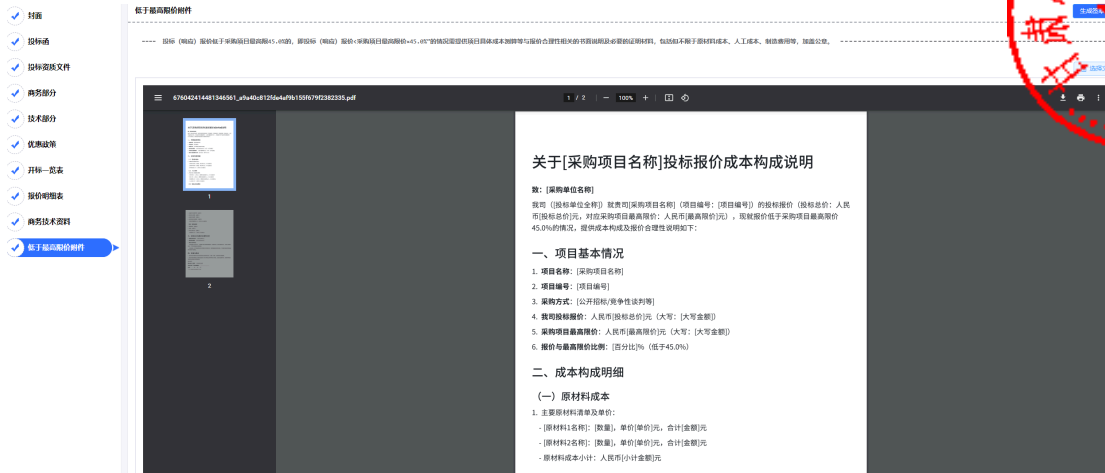 封面
投标函
投标资质文件
商务部分
技术部分
优惠政策
开标一览表
报价明细表
商务技术资料
低于最高限价附件
低于最高限价附件
生成签章
---- 投标（响应）报价低于采购项目最高限45.0%的，即投标（响应）报价<采购项目最高限价×45.0%"的情况需提供项目具体成本测算等与报价合理性相关的书面说明及必要的证明材料，包括但不限于原材料成本、人工成本、制造费用等，加盖公章。
676042414481346561_a9a40c812fde4af9b155f679f2382335.pdf
1 / 2
100%
1
2
关于[采购项目名称]投标报价成本构成说明
致：[采购单位名称]
我司（[投标单位全称]）就贵司[采购项目名称]（项目编号：[项目编号]）的投标报价（投标总价：人民
币[投标总价]元，对应采购项目最高限价：人民币[最高限价]元），现就报价低于采购项目最高限价
45.0%的情况，提供成本构成及报价合理性说明如下：
一、项目基本情况
1. 项目名称：[采购项目名称]
2. 项目编号：[项目编号]
3. 采购方式：[公开招标/竞争性谈判等]
4. 我司投标报价：人民币[投标总价]元（大写：[大写金额]）
5. 采购项目最高限价：人民币[最高限价]元（大写：[大写金额]）
6. 报价与最高限价比例：[百分比]%（低于45.0%）
二、成本构成明细
（一）原材料成本
1. 主要原材料清单及单价：
- [原材料1名称]：[数量]，单价[单价]元，合计[金额]元
- [原材料2名称]：[数量]，单价[单价]元，合计[金额]元
- 原材料成本小计：人民币[小计金额]元